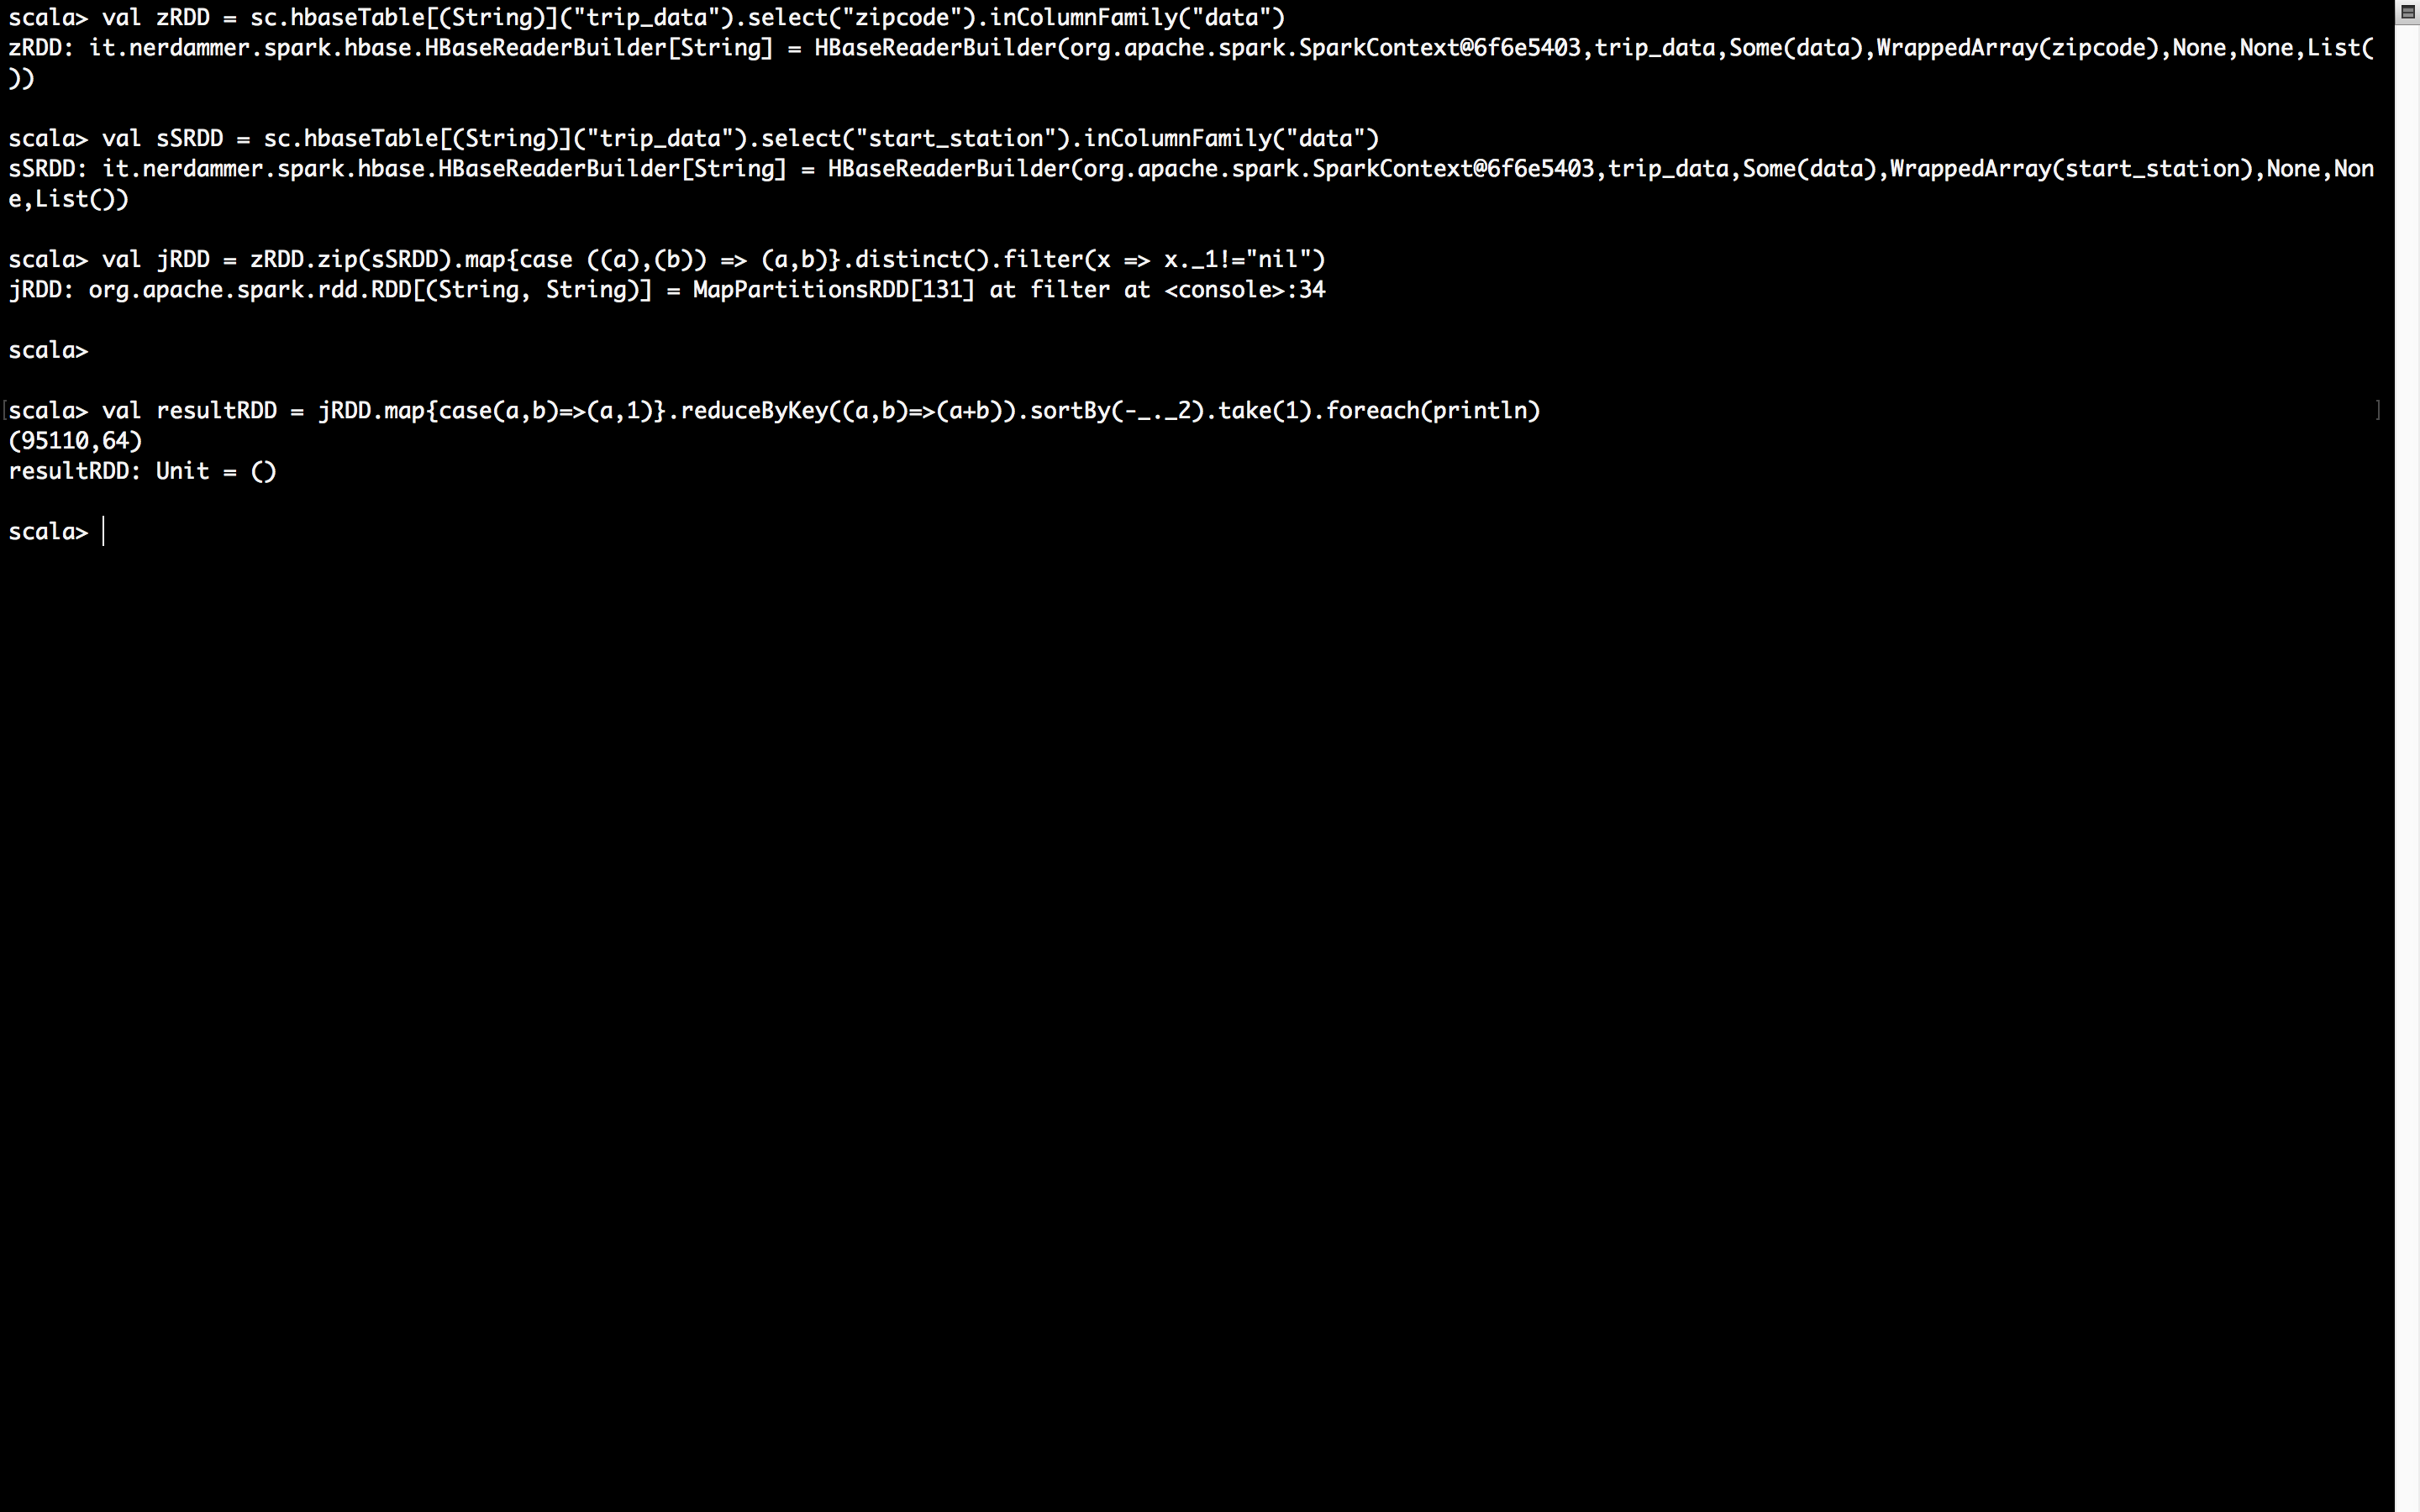 scala> val zRDD = sc.hbaseTable[(String)]("trip_data").select("zipcode").inColumnFamily("data")
zRDD: it.nerdammer.spark.hbase.HBaseReaderBuilder[String] = HBaseReaderBuilder(org.apache.spark.SparkContext@6f6e5403,trip_data,Some(data),WrappedArray(zipcode),None,None,List(
))
scala> val sSRDD = sc.hbaseTable[(String)]("trip_data").select("start_station").inColumnFamily("data")
sSRDD: it.nerdammer.spark.hbase.HBaseReaderBuilder[String] = HBaseReaderBuilder(org.apache.spark.SparkContext@6f6e5403,trip_data,Some(data),WrappedArray(start_station),None,Non
e,List())
scala> val jRDD = zRDD.zip(sSRDD).map{case ((a),(b)) => (a,b)}.distinct().filter(x => x._1!="nil")
jRDD: org.apache.spark.rdd.RDD[(String, String)] = MapPartitionsRDD[131] at filter at <console>:34
scala>
[scala> val resultRDD = jRDD.map{case(a,b)=>(a,1)}.reduceByKey((a,b)=>(a+b)).sortBy(-_._2).take(1).foreach(println) ]
(95110,64)
resultRDD: Unit = ()
scala>